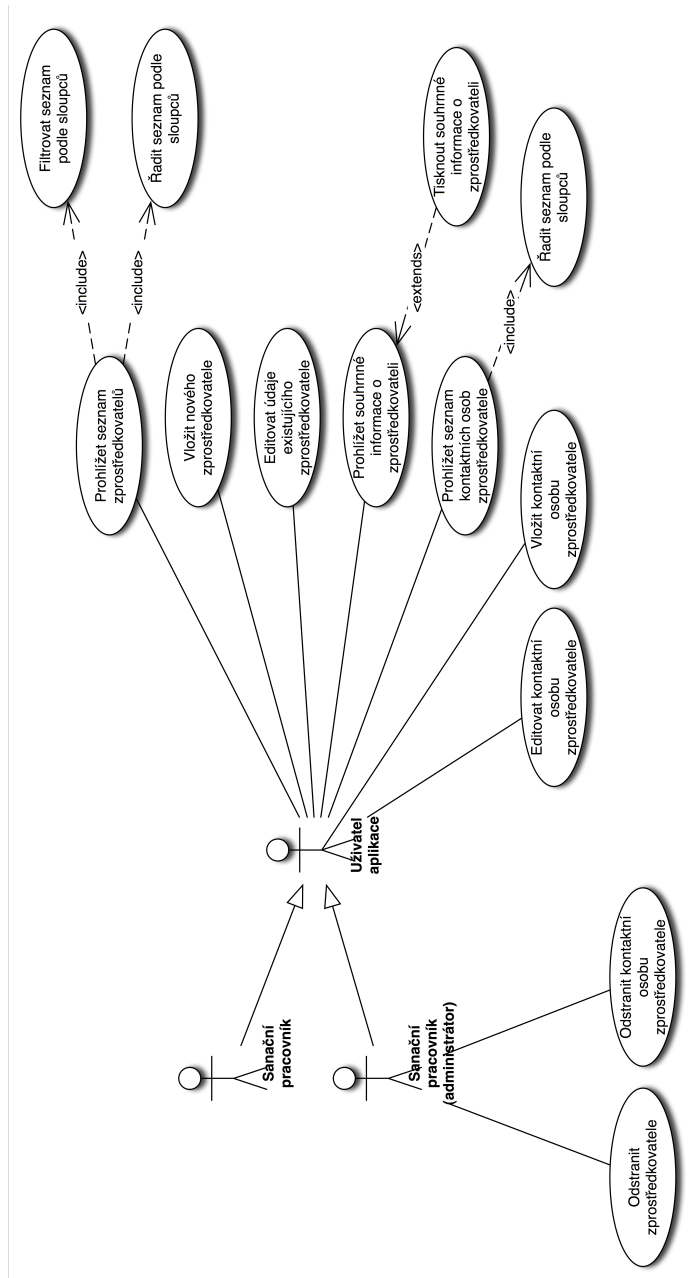 Filtrovat seznam
podle sloupců
Řadit seznam podle
sloupců
Tisknout souhrnné
informace o
zprostředkovateli
Řadit seznam podle
sloupců
<include>
<include>
<extends>
<include>
Prohlížet seznam
zprostředkovatelů
Vložit nového
zprostředkovatele
Editovat údaje
existujícího
zprostředkovatele
Prohlížet souhrnné
informace o
zprostředkovateli
Prohlížet seznam
kontaktních osob
zprostředkovatele
Vložit kontaktní
osobu
zprostředkovatele
Editovat kontaktní
osobu
zprostředkovatele
Uživatel
aplikace
Sanační
pracovník
Sanační
pracovník
(administrátor)
Odstranit kontaktní
osobu
zprostředkovatele
Odstranit
zprostředkovatele